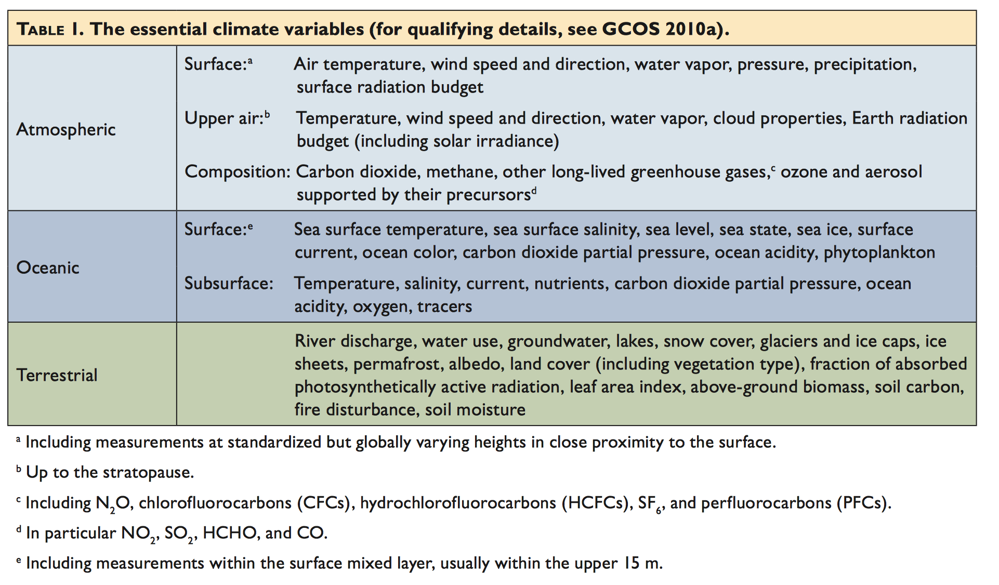 TABLE 1. The essential climate variables (for qualifying details, see GCOS 2010a).
Atmospheric
Surface:ᵃ Air temperature, wind speed and direction, water vapor, pressure, precipitation,
surface radiation budget
Upper air:ᵇ Temperature, wind speed and direction, water vapor, cloud properties, Earth radiation
budget (including solar irradiance)
Composition: Carbon dioxide, methane, other long-lived greenhouse gases,ᶜ ozone and aerosol
supported by their precursorsᵈ
Oceanic
Surface:ᵉ Sea surface temperature, sea surface salinity, sea level, sea state, sea ice, surface
current, ocean color, carbon dioxide partial pressure, ocean acidity, phytoplankton
Subsurface: Temperature, salinity, current, nutrients, carbon dioxide partial pressure, ocean
acidity, oxygen, tracers
Terrestrial
River discharge, water use, groundwater, lakes, snow cover, glaciers and ice caps, ice
sheets, permafrost, albedo, land cover (including vegetation type), fraction of absorbed
photosynthetically active radiation, leaf area index, above-ground biomass, soil carbon,
fire disturbance, soil moisture
ᵃ Including measurements at standardized but globally varying heights in close proximity to the surface.
ᵇ Up to the stratopause.
ᶜ Including N₂O, chlorofluorocarbons (CFCs), hydrochlorofluorocarbons (HCFCs), SF₆, and perfluorocarbons (PFCs).
ᵈ In particular NO₂, SO₂, HCHO, and CO.
ᵉ Including measurements within the surface mixed layer, usually within the upper 15 m.